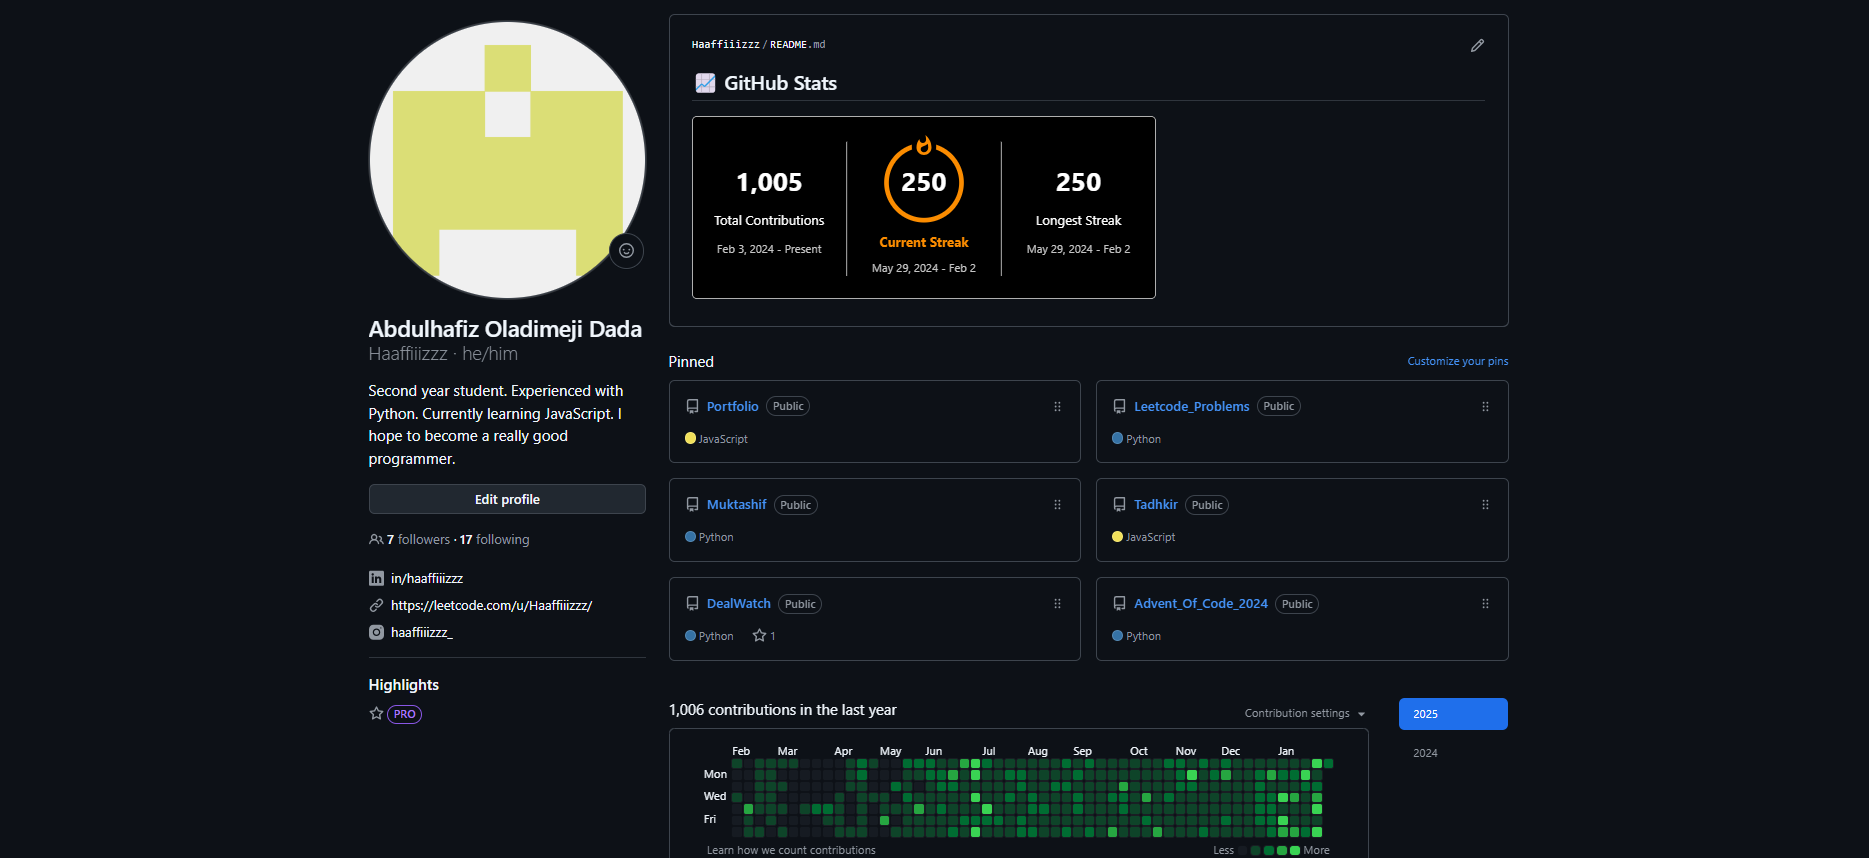 Haaffiiizzz/README.md
📈 GitHub Stats
1,005
Total Contributions
Feb 3, 2024 - Present
250
Current Streak
May 29, 2024 - Feb 2
250
Longest Streak
May 29, 2024 - Feb 2
Abdulhafiz Oladimeji Dada
Haaffiiizzz · he/him
Second year student. Experienced with
Python. Currently learning JavaScript. I
hope to become a really good
programmer.
Edit profile
7 followers · 17 following
in/haaffiiizzz
https://leetcode.com/u/Haaffiiizzz/
haaffiiizzz_
Highlights
PRO
Pinned
Customize your pins
Portfolio Public
JavaScript
Leetcode_Problems Public
Python
Muktashif Public
Python
Tadhkir Public
JavaScript
DealWatch Public
Python 1
Advent_Of_Code_2024 Public
Python
1,006 contributions in the last year
Contribution settings
2025
2024
Feb Mar Apr May Jun Jul Aug Sep Oct Nov Dec Jan
Mon
Wed
Fri
Learn how we count contributions
Less More